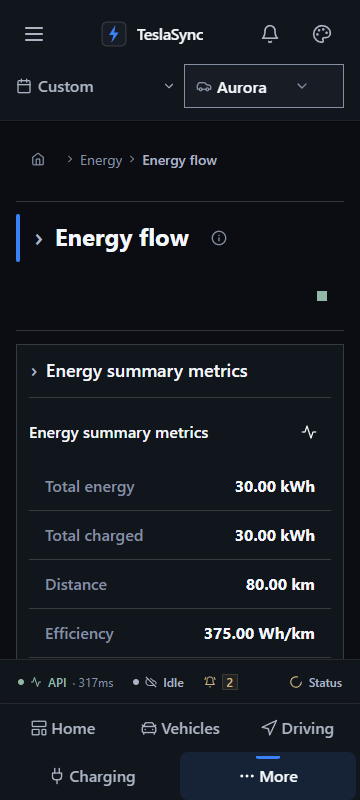 TeslaSync
Custom Aurora
Energy Energy flow
Energy flow
Energy summary metrics
Energy summary metrics
Total energy 30.00 kWh
Total charged 30.00 kWh
Distance 80.00 km
Efficiency 375.00 Wh/km
API · 317ms Idle 2 Status
Home Vehicles Driving
Charging More